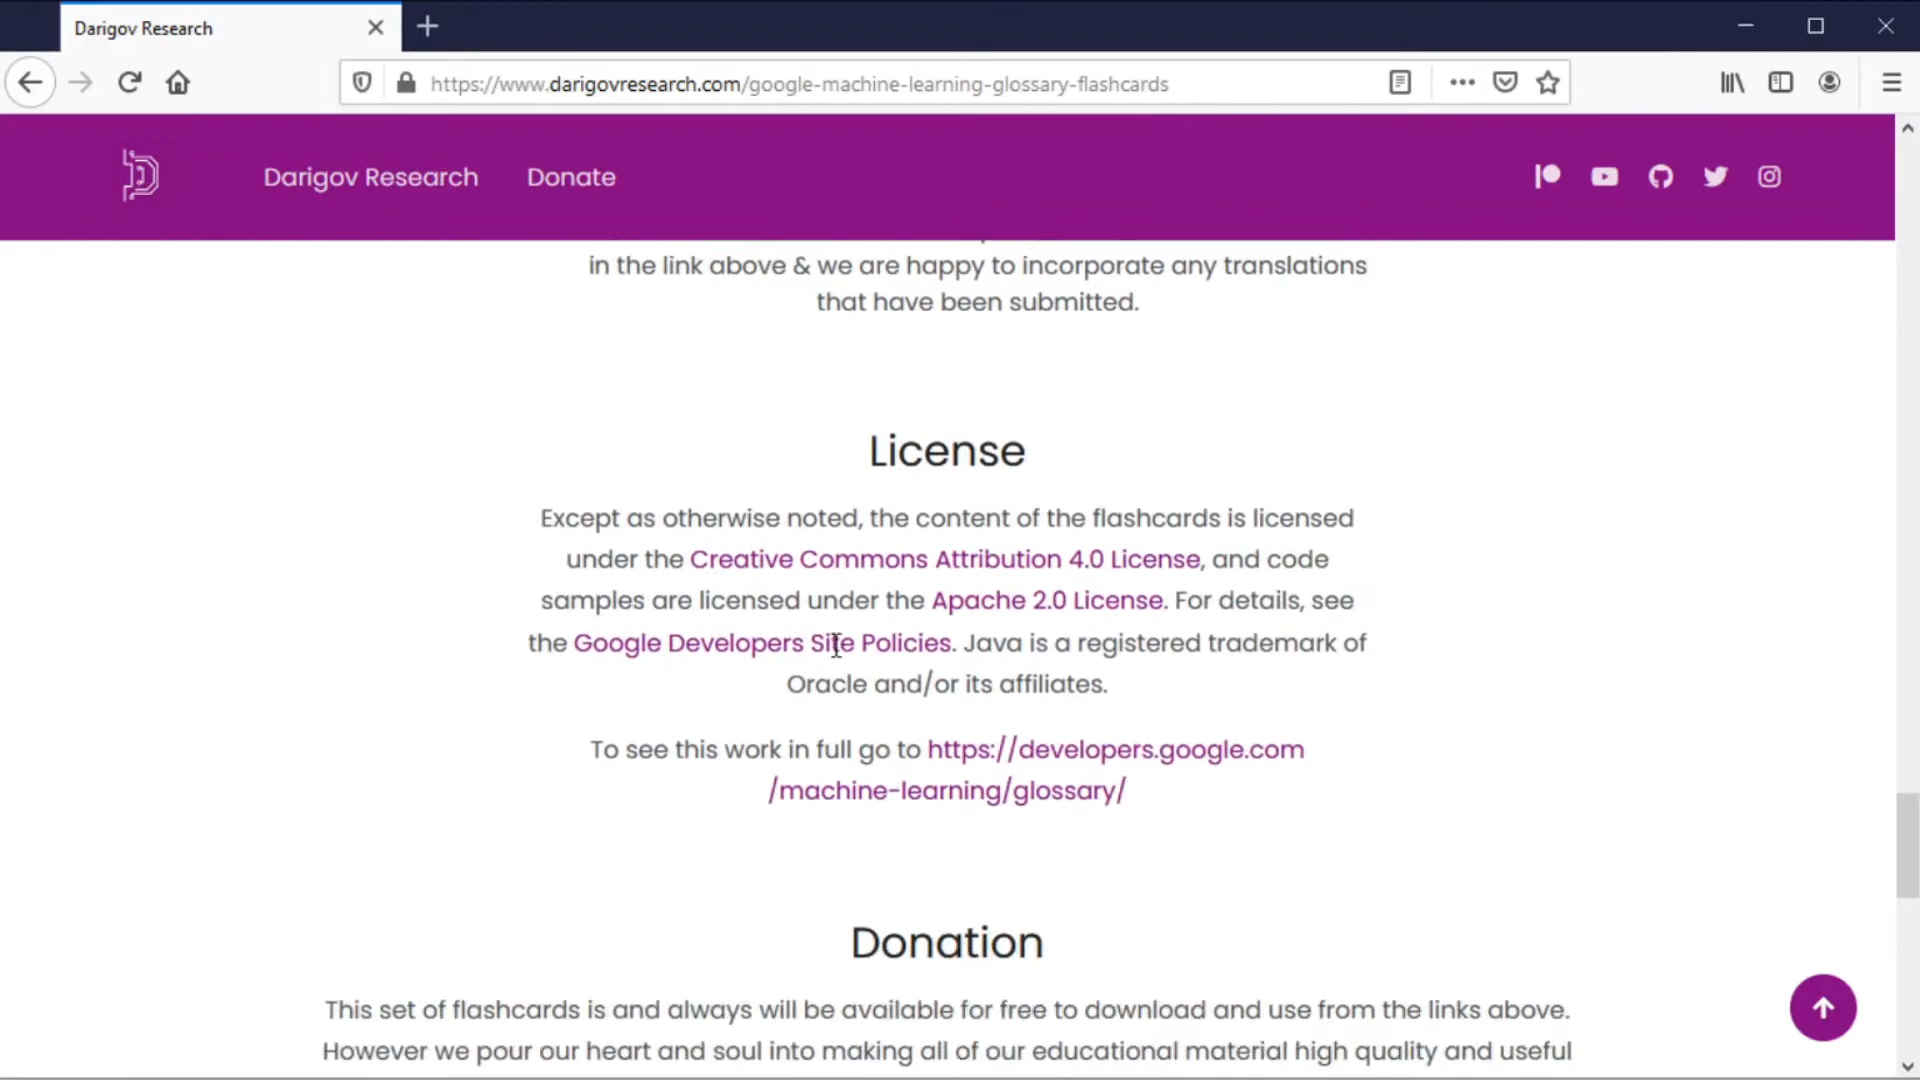 Darigov Research
https://www.darigovresearch.com/google-machine-learning-glossary-flashcards
Darigov Research
Donate
in the link above & we are happy to incorporate any translations
that have been submitted.
License
Except as otherwise noted, the content of the flashcards is licensed
under the Creative Commons Attribution 4.0 License, and code
samples are licensed under the Apache 2.0 License. For details, see
the Google Developers Site Policies. Java is a registered trademark of
Oracle and/or its affiliates.
To see this work in full go to https://developers.google.com
/machine-learning/glossary/
Donation
This set of flashcards is and always will be available for free to download and use from the links above.
However we pour our heart and soul into making all of our educational material high quality and useful